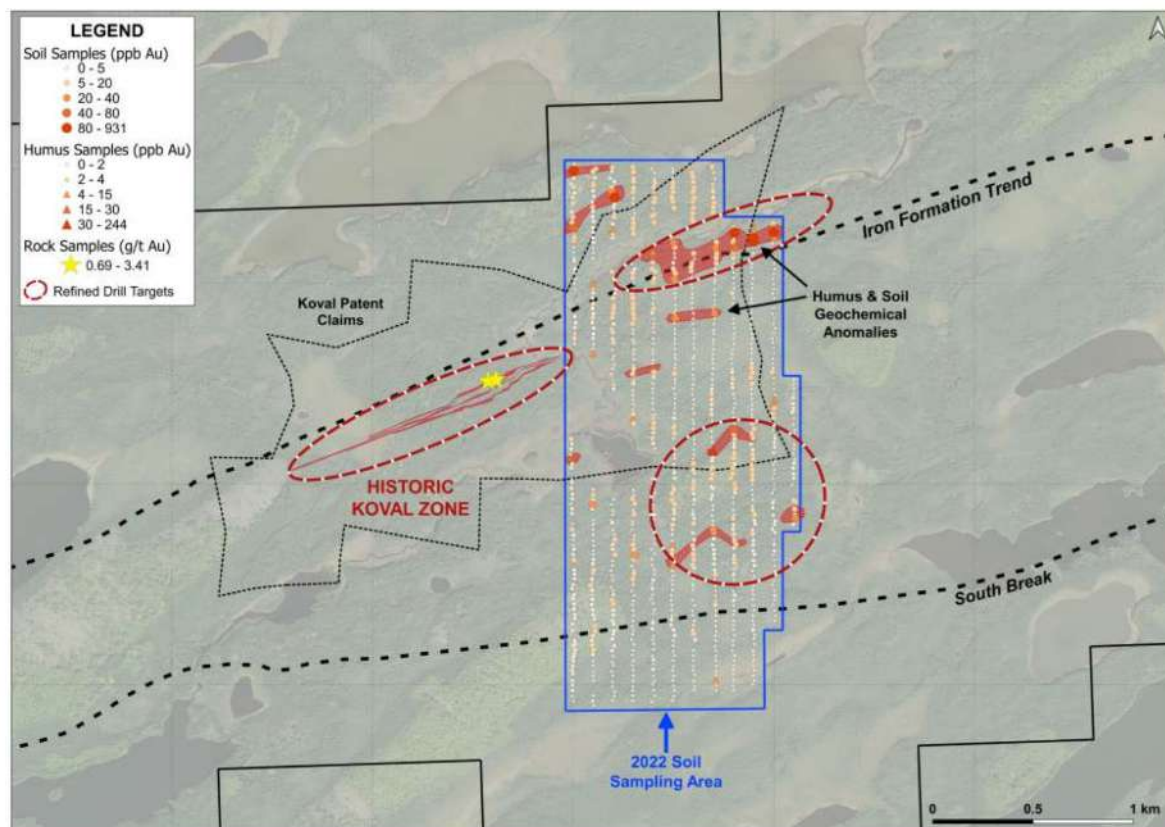 LEGEND
Soil Samples (ppb Au)
0 - 5
5 - 20
20 - 40
40 - 80
80 - 931
Humus Samples (ppb Au)
0 - 2
2 - 4
4 - 15
15 - 30
30 - 244
Rock Samples (g/t Au)
0.69 - 3.41
Refined Drill Targets
Iron Formation Trend
Koval Patent
Claims
Humus & Soil
Geochemical
Anomalies
HISTORIC
KOVAL ZONE
South Break
2022 Soil
Sampling Area
0 0.5 1 km